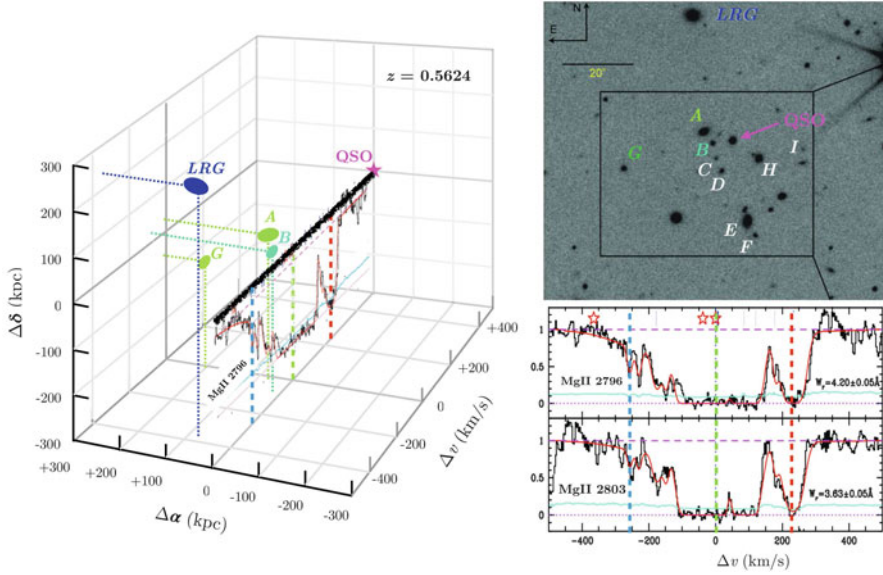 z = 0.5624
300
200
100
0
-100
-200
-300
Δδ (kpc)
LRG
A
B
G
QSO
MgII 2796
+300
+200
+100
0
-100
-200
-300
Δα (kpc)
-400
-200
0
+200
+400
Δv (km/s)
N
E
LRG
20"
A
QSO
B
G
C
D
H
I
E
F
1
0.5
0
MgII 2796
Wr=4.20±0.05Å
1
0.5
0
MgII 2803
Wr=3.63±0.05Å
-400
-200
0
200
400
Δv (km/s)